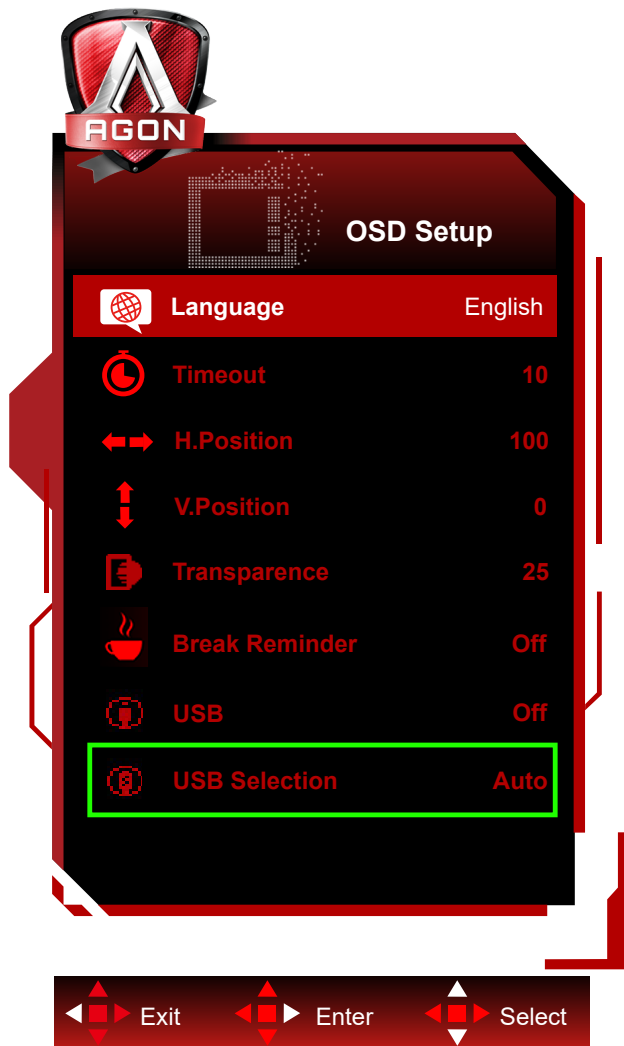 AGON
OSD Setup
Language English
Timeout 10
H.Position 100
V.Position 0
Transparence 25
Break Reminder Off
USB Off
USB Selection Auto
Exit Enter Select